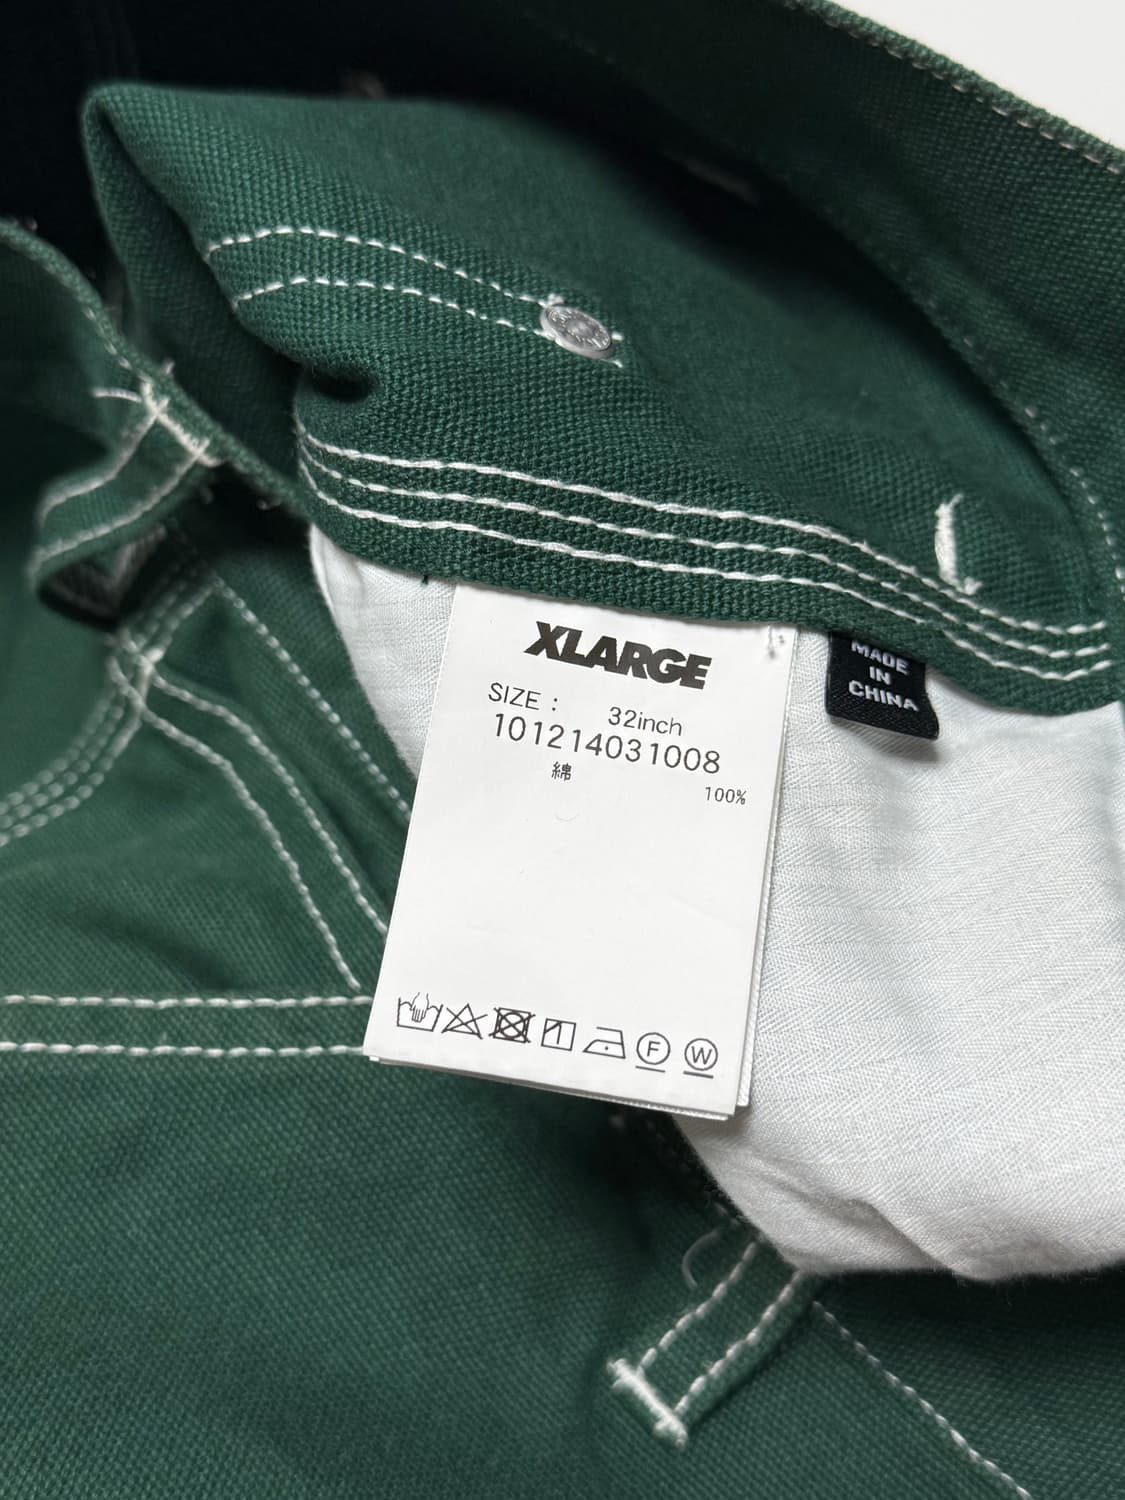 XLARGE
SIZE : 32inch
101214031008
綿
100%
F
W
MADE
IN
CHINA